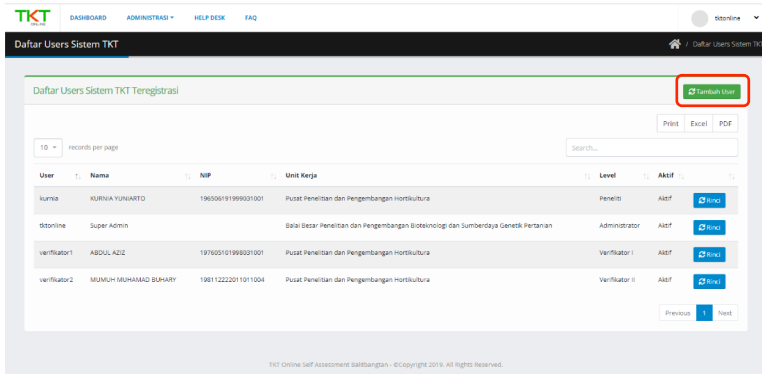 TKT
ONLINE
DASHBOARD ADMINISTRASI HELP DESK FAQ tktonline
Daftar Users Sistem TKT / Daftar Users Sistem TKT
Daftar Users Sistem TKT Teregistrasi Tambah User
Print Excel PDF
10 records per page Search...
User Nama NIP Unit Kerja Level Aktif
kurnia KURNIA YUNIARTO 196506191999031001 Pusat Penelitian dan Pengembangan Hortikultura Peneliti Aktif Rinci
tktonline Super Admin Balai Besar Penelitian dan Pengembangan Bioteknologi dan Sumberdaya Genetik Pertanian Administrator Aktif Rinci
verifikator1 ABDUL AZIZ 197605101998031001 Pusat Penelitian dan Pengembangan Hortikultura Verifikator I Aktif Rinci
verifikator2 MUMUH MUHAMAD BUHARY 198112222011011004 Pusat Penelitian dan Pengembangan Hortikultura Verifikator II Aktif Rinci
Previous 1 Next
TKT Online Self Assessment Balitbangtan - ©Copyright 2019. All Rights Reserved.